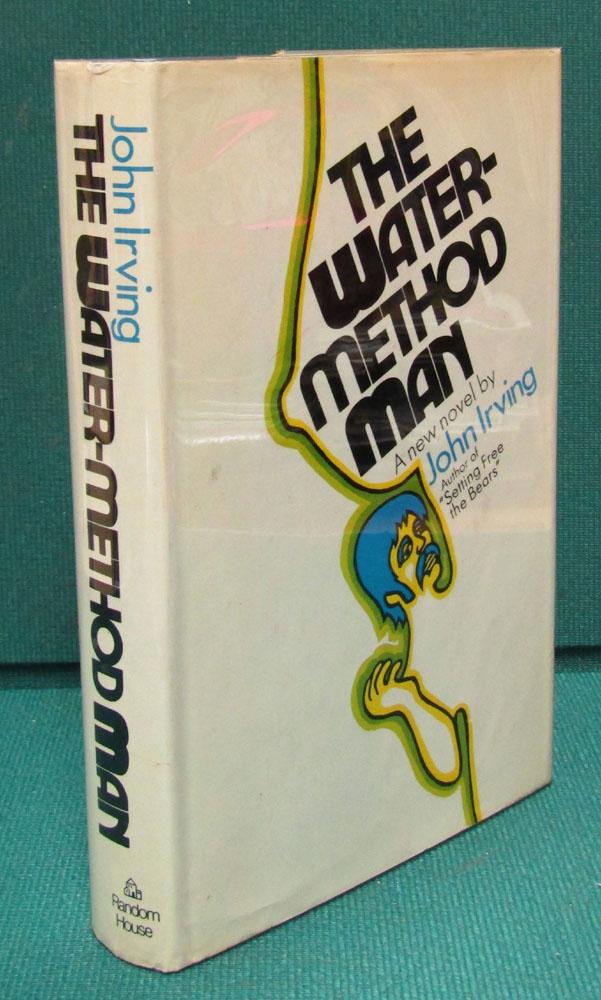 John Irving
THE WATER-METHOD MAN
Random
House
THE
WATER-
METHOD
MAN
A new novel by
John Irving
Author of
"Setting Free
the Bears"